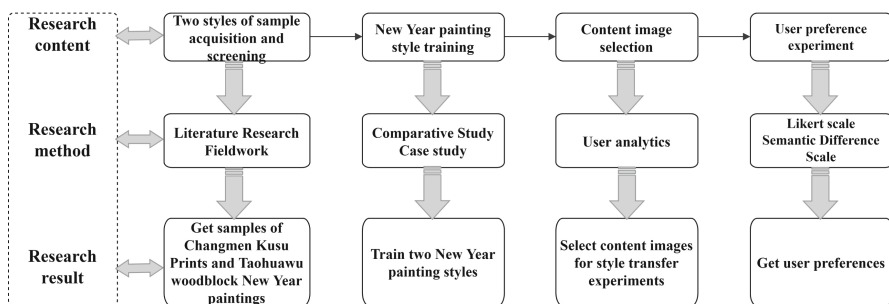 Research
content
Two styles of sample
acquisition and
screening
New Year painting
style training
Content image
selection
User preference
experiment
Research
method
Literature Research
Fieldwork
Comparative Study
Case study
User analytics
Likert scale
Semantic Difference
Scale
Research
result
Get samples of
Changmen Kusu
Prints and Taohuawu
woodblock New Year
paintings
Train two New Year
painting styles
Select content images
for style transfer
experiments
Get user preferences